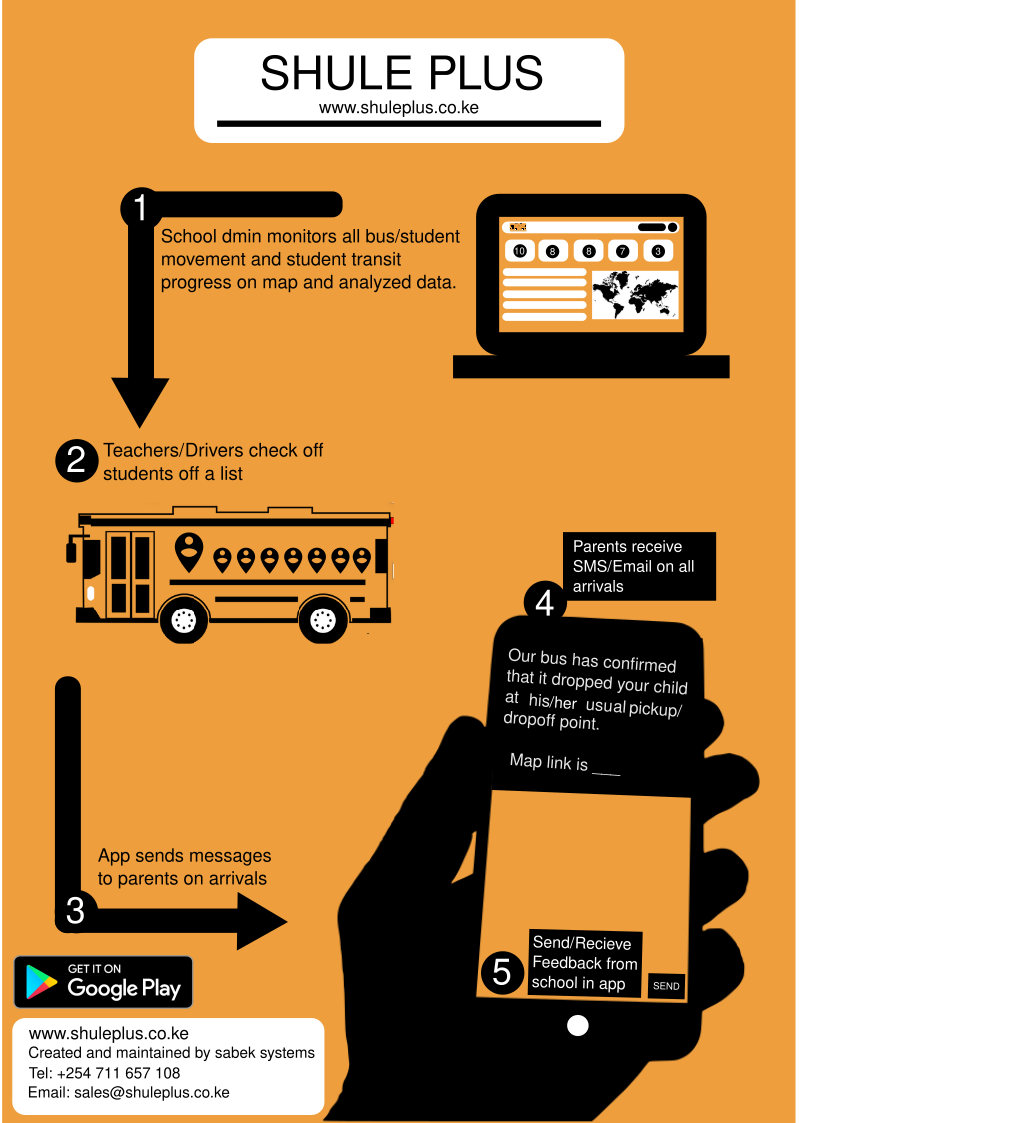 SHULE PLUS
www.shuleplus.co.ke
1
School dmin monitors all bus/student
movement and student transit
progress on map and analyzed data.
10 8 8 7 3
2
Teachers/Drivers check off
students off a list
Parents receive
SMS/Email on all
arrivals
4
Our bus has confirmed
that it dropped your child
at his/her usual pickup/
dropoff point.
Map link is ___
App sends messages
to parents on arrivals
3
Send/Recieve
Feedback from
school in app
5
SEND
GET IT ON
Google Play
www.shuleplus.co.ke
Created and maintained by sabek systems
Tel: +254 711 657 108
Email: sales@shuleplus.co.ke